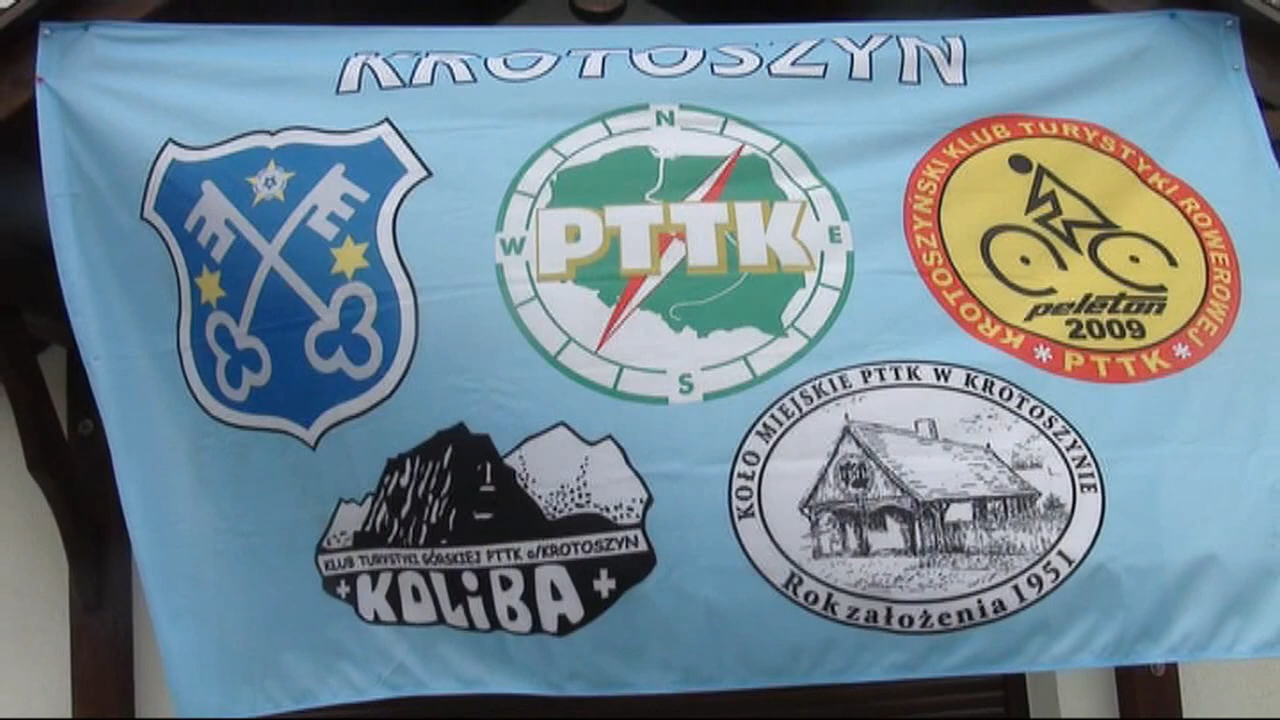 KROTOSZYN
N
W
E
S
PTTK
KROTOSZYŃSKI KLUB TURYSTYKI ROWEROWEJ
* PTTK *
peleton
2009
KLUB TURYSTYKI GÓRSKIEJ PTTK o/KROTOSZYN
KOLiBA
KOŁO MIEJSKIE PTTK W KROTOSZYNIE
Rok założenia 1951